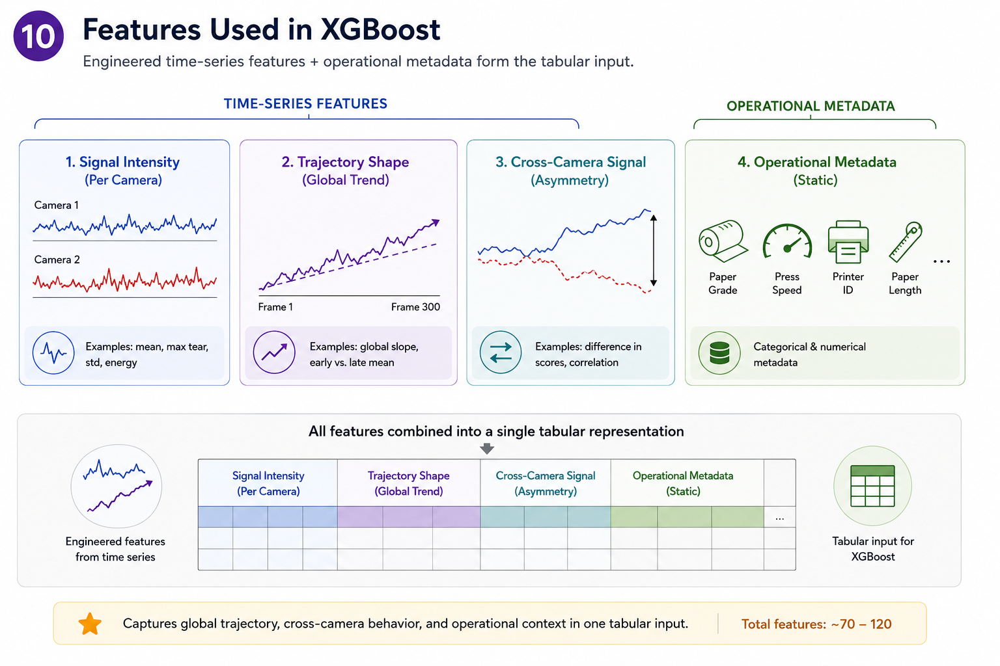 10
Features Used in XGBoost
Engineered time-series features + operational metadata form the tabular input.
TIME-SERIES FEATURES
OPERATIONAL METADATA
1. Signal Intensity
(Per Camera)
Camera 1
Camera 2
Examples: mean, max tear,
std, energy
2. Trajectory Shape
(Global Trend)
Frame 1
Frame 300
Examples: global slope,
early vs. late mean
3. Cross-Camera Signal
(Asymmetry)
Examples: difference in
scores, correlation
4. Operational Metadata
(Static)
Paper
Grade
Press
Speed
Printer
ID
Paper
Length
...
Categorical & numerical
metadata
All features combined into a single tabular representation
Engineered features
from time series
Signal Intensity
(Per Camera)
Trajectory Shape
(Global Trend)
Cross-Camera Signal
(Asymmetry)
Operational Metadata
(Static)
...
Tabular input for
XGBoost
Captures global trajectory, cross-camera behavior, and operational context in one tabular input.
Total features: ~70 – 120